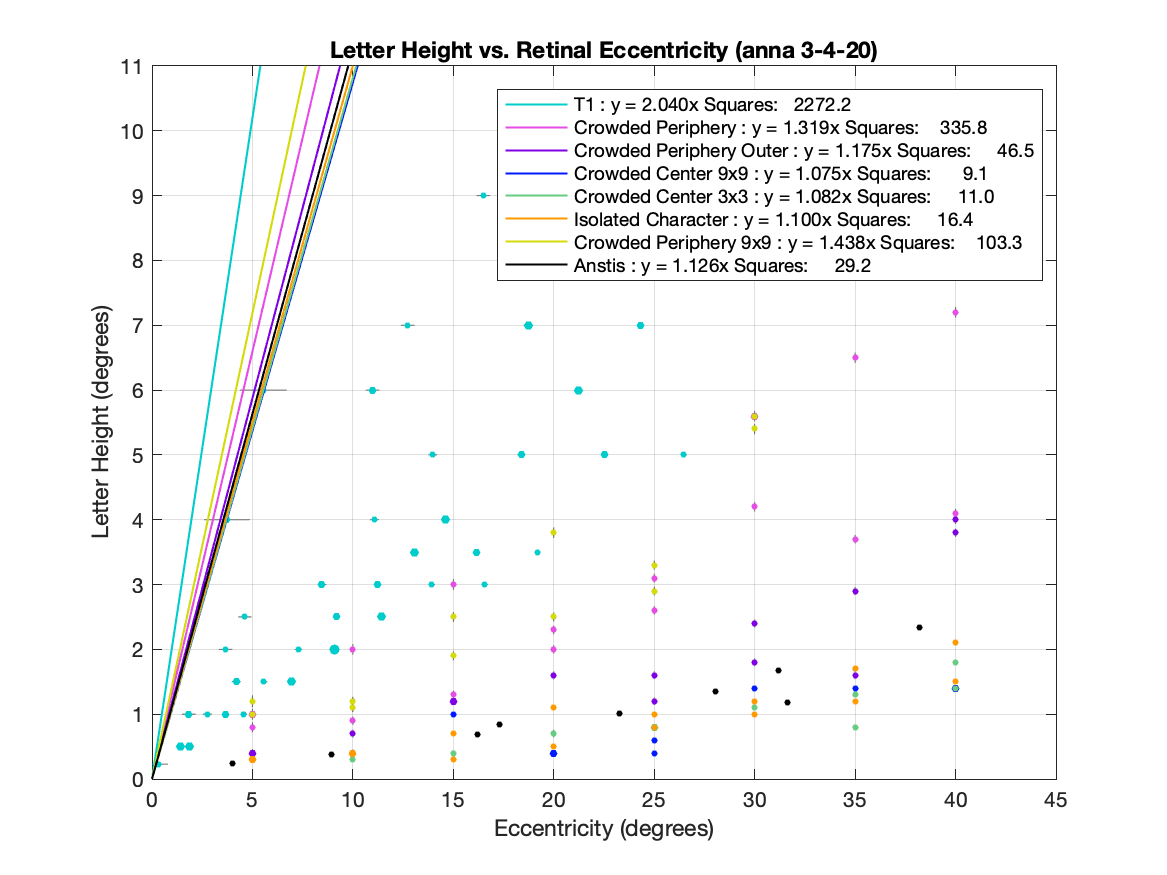 Letter Height vs. Retinal Eccentricity (anna 3-4-20)
11
10
9
8
7
6
5
4
3
2
1
0
Letter Height (degrees)
T1 : y = 2.040x Squares: 2272.2
Crowded Periphery : y = 1.319x Squares: 335.8
Crowded Periphery Outer : y = 1.175x Squares: 46.5
Crowded Center 9x9 : y = 1.075x Squares: 9.1
Crowded Center 3x3 : y = 1.082x Squares: 11.0
Isolated Character : y = 1.100x Squares: 16.4
Crowded Periphery 9x9 : y = 1.438x Squares: 103.3
Anstis : y = 1.126x Squares: 29.2
0 5 10 15 20 25 30 35 40 45
Eccentricity (degrees)